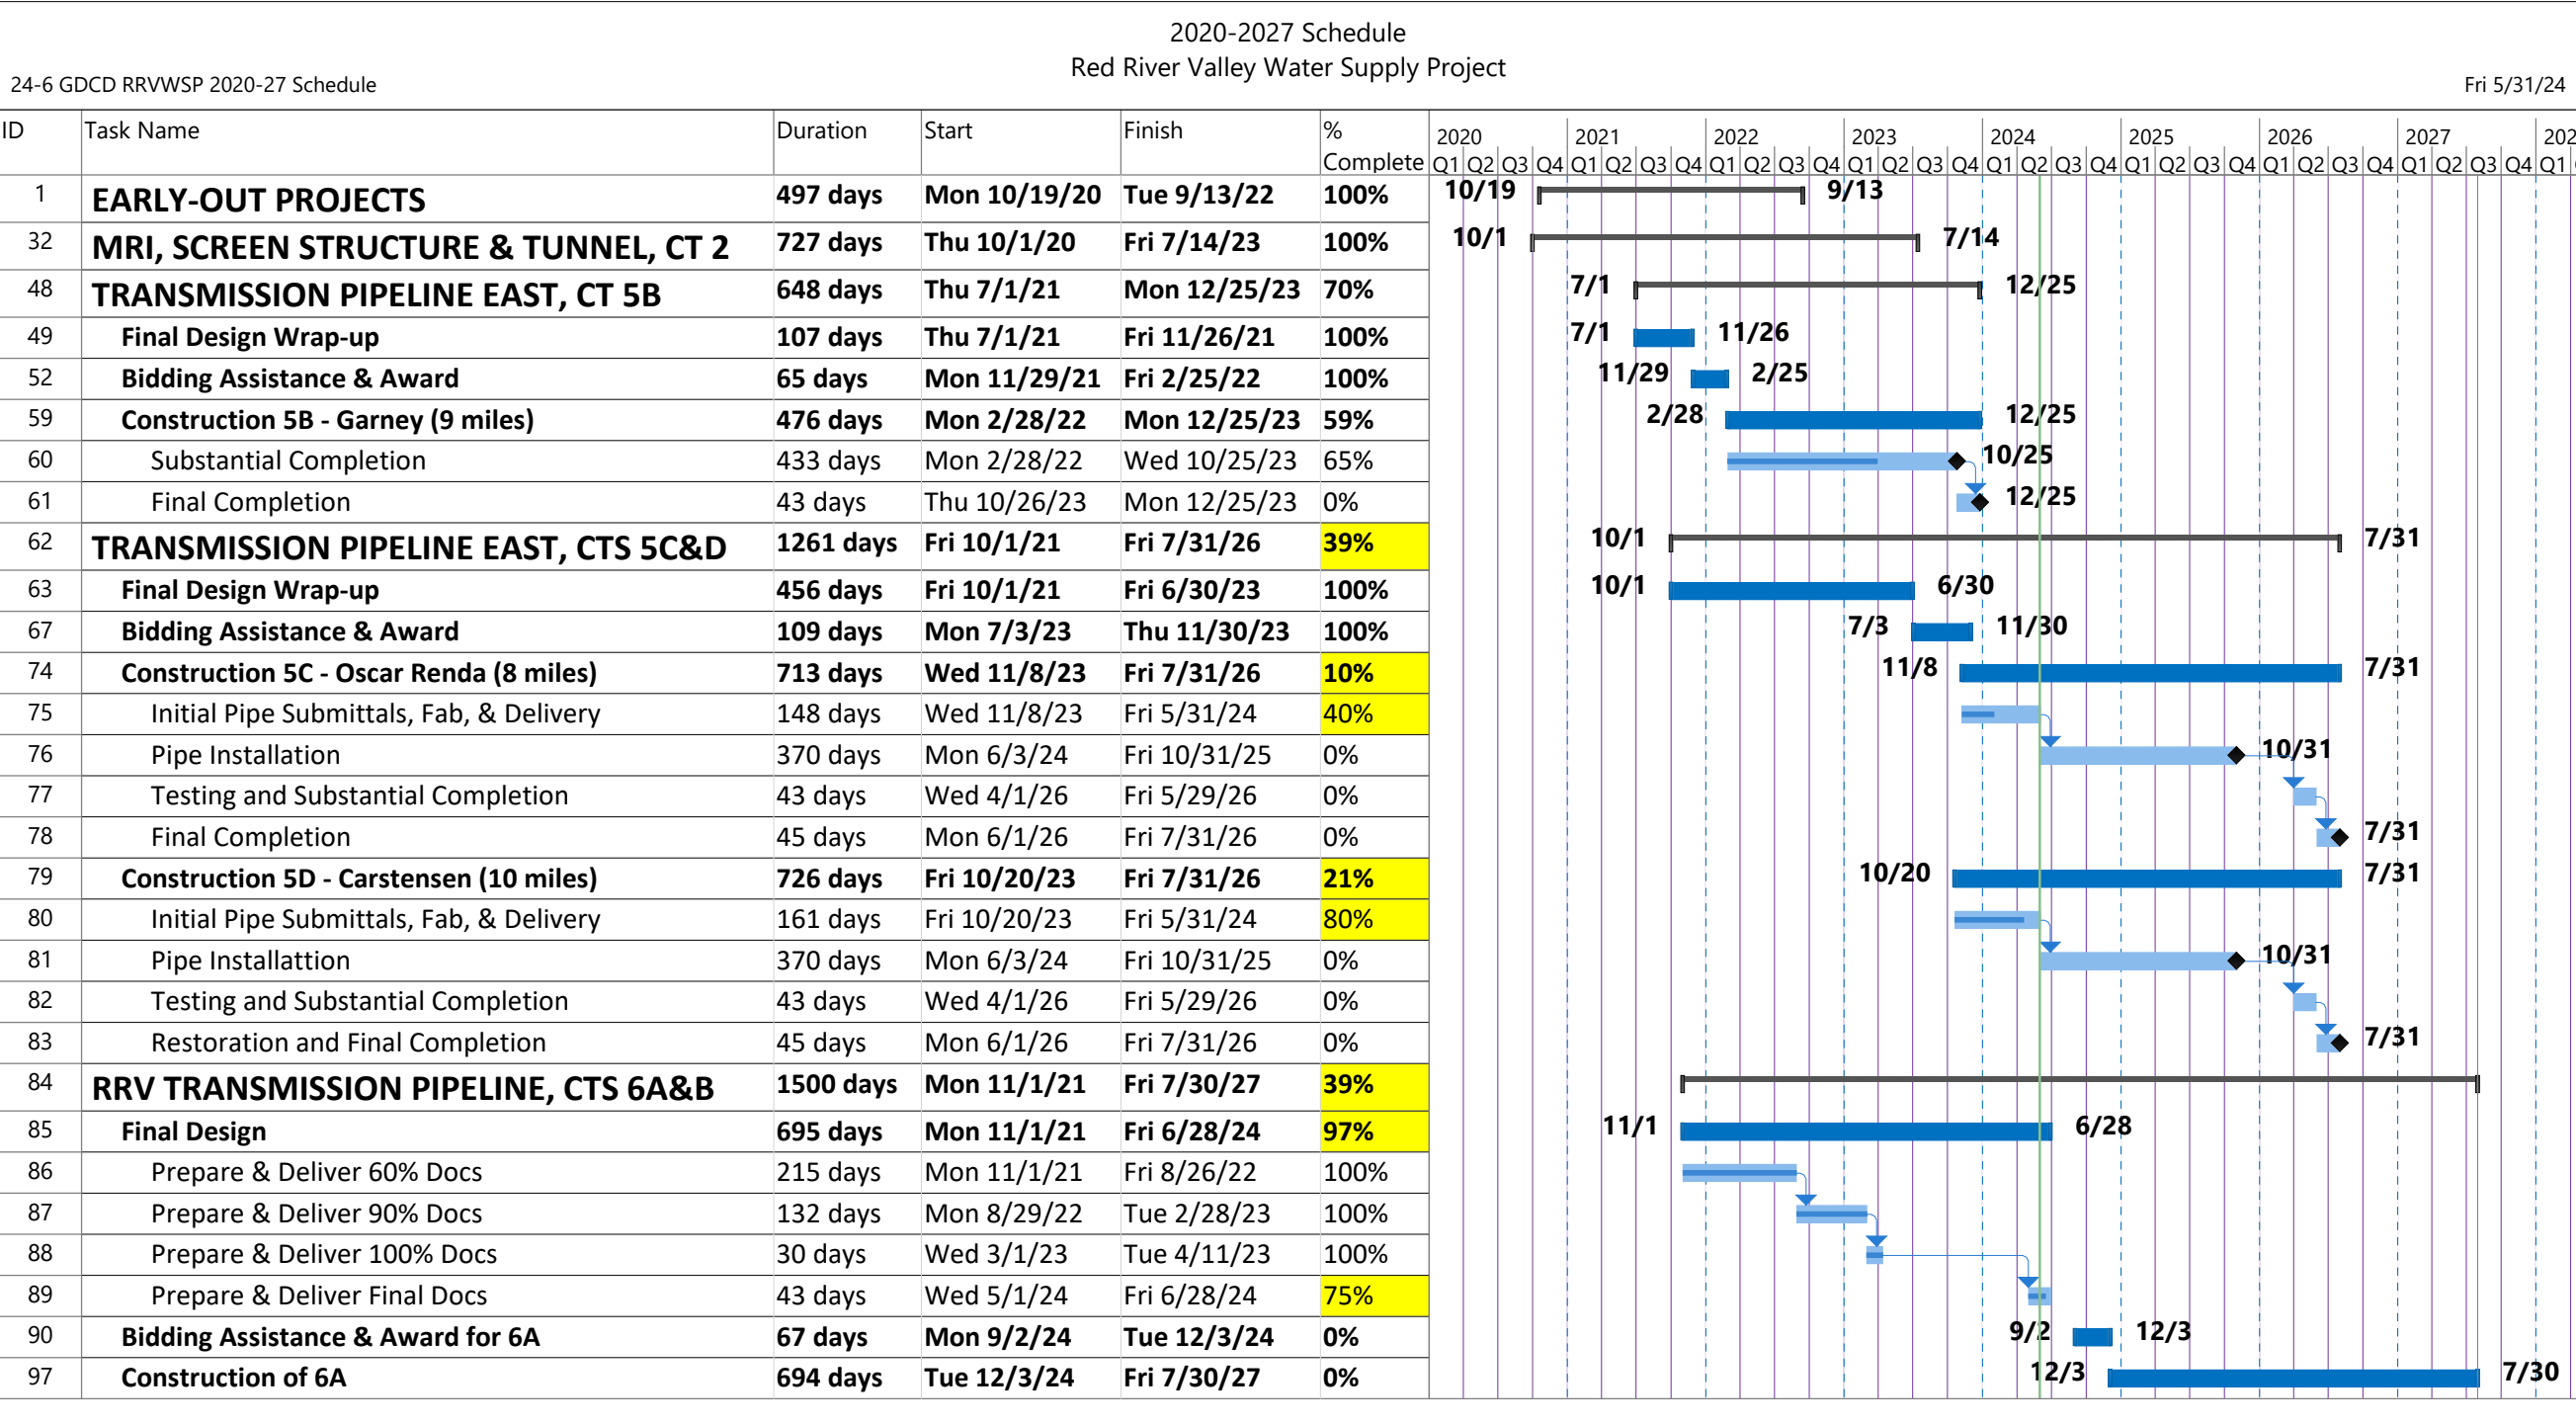 2020-2027 Schedule
Red River Valley Water Supply Project
24-6 GDCD RRVWSP 2020-27 Schedule Fri 5/31/24
ID Task Name Duration Start Finish % Complete 2020 2021 2022 2023 2024 2025 2026 2027 202
Q1 Q2 Q3 Q4 Q1 Q2 Q3 Q4 Q1 Q2 Q3 Q4 Q1 Q2 Q3 Q4 Q1 Q2 Q3 Q4 Q1 Q2 Q3 Q4 Q1 Q2 Q3 Q4 Q1 Q2 Q3 Q4 Q1
1 EARLY-OUT PROJECTS 497 days Mon 10/19/20 Tue 9/13/22 100% 10/19 9/13
32 MRI, SCREEN STRUCTURE & TUNNEL, CT 2 727 days Thu 10/1/20 Fri 7/14/23 100% 10/1 7/14
48 TRANSMISSION PIPELINE EAST, CT 5B 648 days Thu 7/1/21 Mon 12/25/23 70% 7/1 12/25
49 Final Design Wrap-up 107 days Thu 7/1/21 Fri 11/26/21 100% 7/1 11/26
52 Bidding Assistance & Award 65 days Mon 11/29/21 Fri 2/25/22 100% 11/29 2/25
59 Construction 5B - Garney (9 miles) 476 days Mon 2/28/22 Mon 12/25/23 59% 2/28 12/25
60 Substantial Completion 433 days Mon 2/28/22 Wed 10/25/23 65% 10/25
61 Final Completion 43 days Thu 10/26/23 Mon 12/25/23 0% 12/25
62 TRANSMISSION PIPELINE EAST, CTS 5C&D 1261 days Fri 10/1/21 Fri 7/31/26 39% 10/1 7/31
63 Final Design Wrap-up 456 days Fri 10/1/21 Fri 6/30/23 100% 10/1 6/30
67 Bidding Assistance & Award 109 days Mon 7/3/23 Thu 11/30/23 100% 7/3 11/30
74 Construction 5C - Oscar Renda (8 miles) 713 days Wed 11/8/23 Fri 7/31/26 10% 11/8 7/31
75 Initial Pipe Submittals, Fab, & Delivery 148 days Wed 11/8/23 Fri 5/31/24 40%
76 Pipe Installation 370 days Mon 6/3/24 Fri 10/31/25 0% 10/31
77 Testing and Substantial Completion 43 days Wed 4/1/26 Fri 5/29/26 0%
78 Final Completion 45 days Mon 6/1/26 Fri 7/31/26 0% 7/31
79 Construction 5D - Carstensen (10 miles) 726 days Fri 10/20/23 Fri 7/31/26 21% 10/20 7/31
80 Initial Pipe Submittals, Fab, & Delivery 161 days Fri 10/20/23 Fri 5/31/24 80%
81 Pipe Installattion 370 days Mon 6/3/24 Fri 10/31/25 0% 10/31
82 Testing and Substantial Completion 43 days Wed 4/1/26 Fri 5/29/26 0%
83 Restoration and Final Completion 45 days Mon 6/1/26 Fri 7/31/26 0% 7/31
84 RRV TRANSMISSION PIPELINE, CTS 6A&B 1500 days Mon 11/1/21 Fri 7/30/27 39%
85 Final Design 695 days Mon 11/1/21 Fri 6/28/24 97% 11/1 6/28
86 Prepare & Deliver 60% Docs 215 days Mon 11/1/21 Fri 8/26/22 100%
87 Prepare & Deliver 90% Docs 132 days Mon 8/29/22 Tue 2/28/23 100%
88 Prepare & Deliver 100% Docs 30 days Wed 3/1/23 Tue 4/11/23 100%
89 Prepare & Deliver Final Docs 43 days Wed 5/1/24 Fri 6/28/24 75%
90 Bidding Assistance & Award for 6A 67 days Mon 9/2/24 Tue 12/3/24 0% 9/2 12/3
97 Construction of 6A 694 days Tue 12/3/24 Fri 7/30/27 0% 12/3 7/30